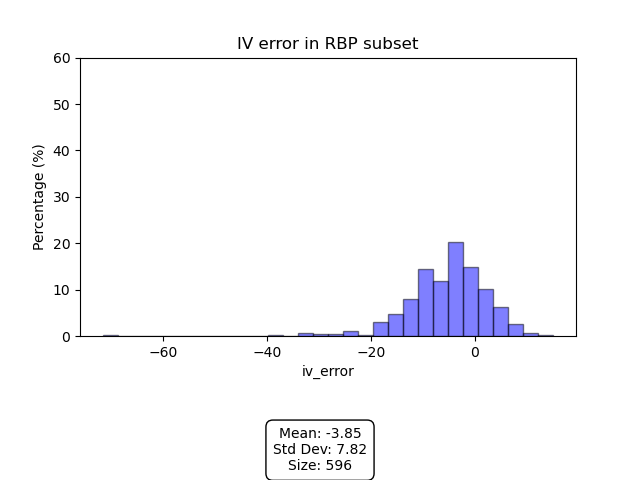 IV error in RBP subset
60
50
40
30
20
10
0
Percentage (%)
−60
−40
−20
0
iv_error
Mean: -3.85
Std Dev: 7.82
Size: 596